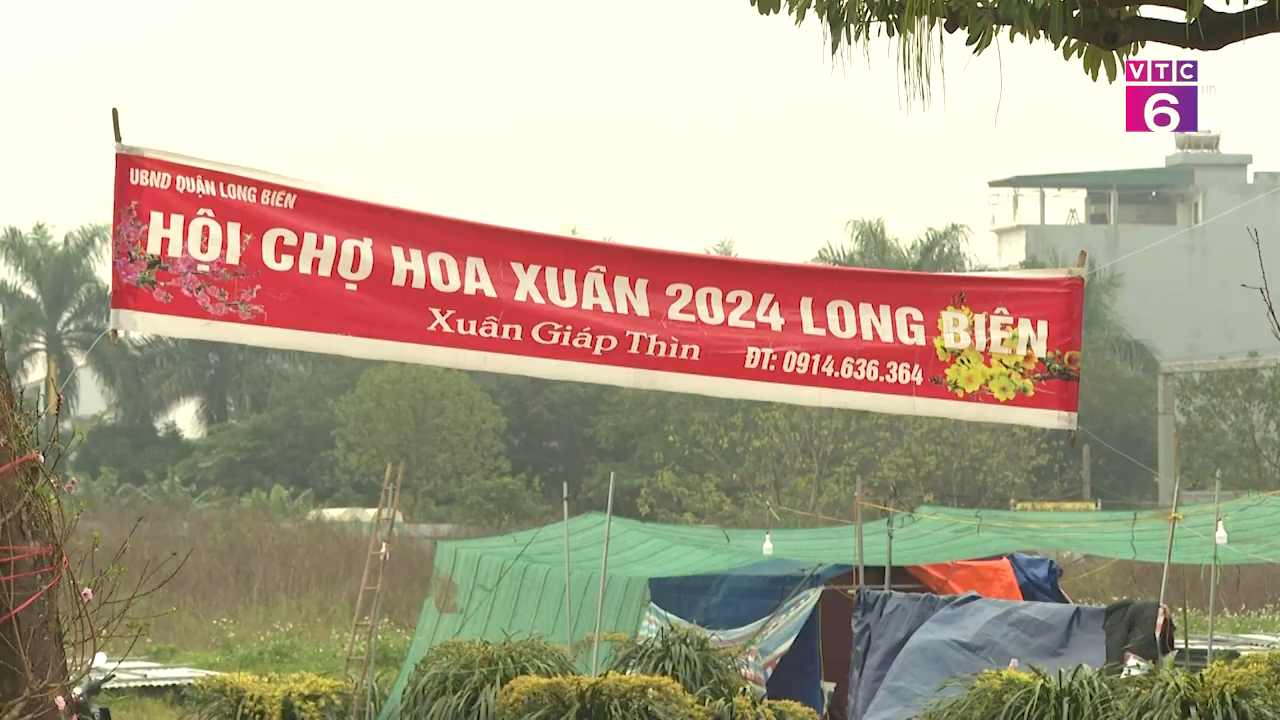 VTC
6
UBND QUẬN LONG BIÊN
HỘI CHỢ HOA XUÂN 2024 LONG BIÊN
Xuân Giáp Thìn
ĐT: 0914.636.364